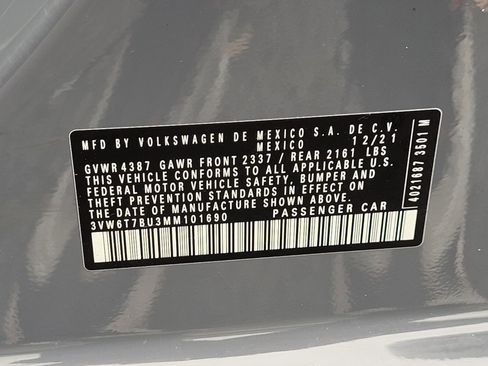 MFD BY VOLKSWAGEN DE MEXICO S.A. DE C.V.
MEXICO 12/21
GVWR4387 GAWR FRONT 2337 / REAR 2161 LBS
THIS VEHICLE CONFORMS TO ALL APPLICABLE U.S.
FEDERAL MOTOR VEHICLE SAFETY, BUMPER AND
THEFT PREVENTION STANDARDS IN EFFECT ON
THE DATE OF MANUFACTURE SHOWN ABOVE.
3VW6T7BU3MM101690 PASSENGER CAR
4021687 3501 M